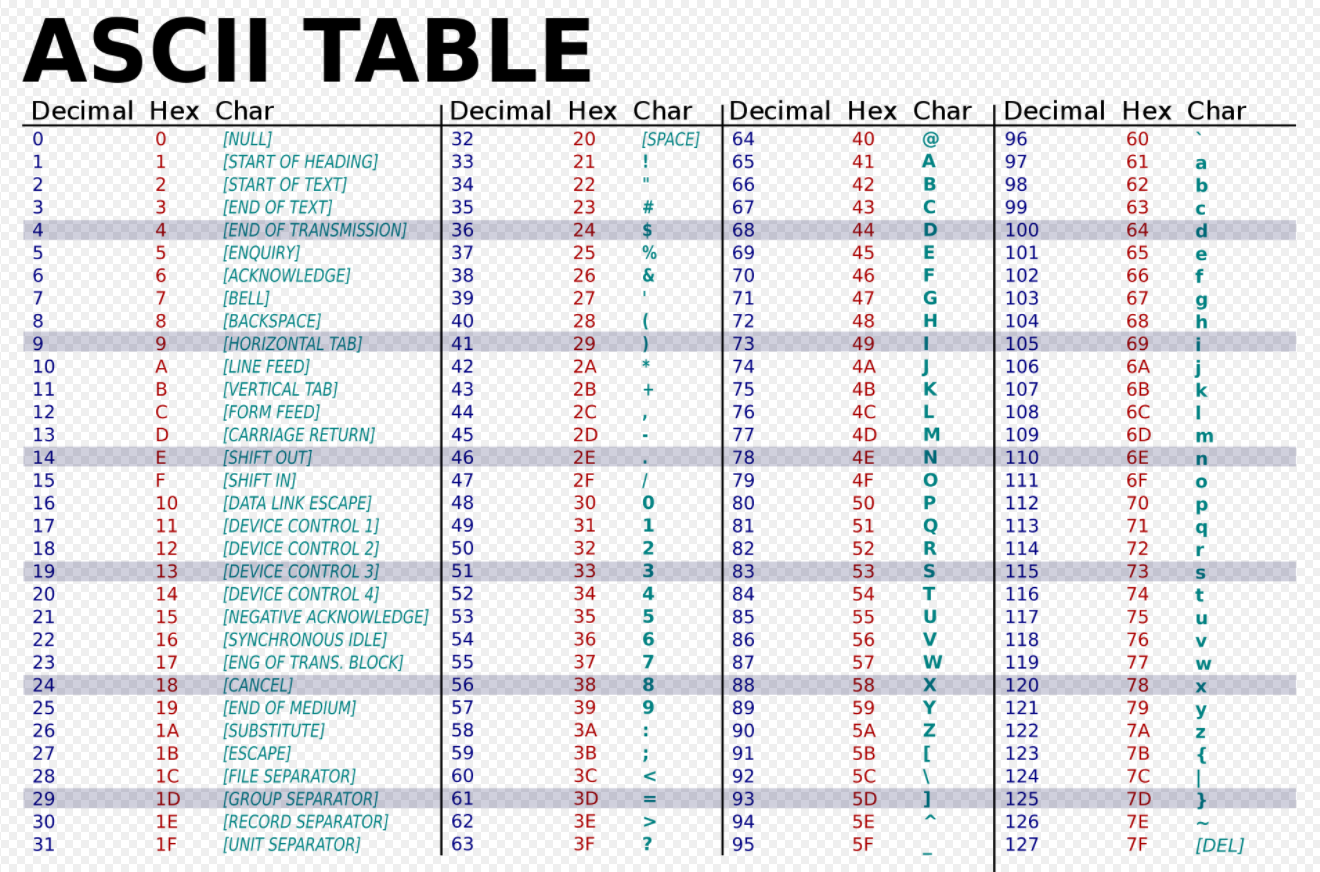 ASCII TABLE
Decimal Hex Char Decimal Hex Char Decimal Hex Char Decimal Hex Char
0 0 [NULL] 32 20 [SPACE] 64 40 @ 96 60 `
1 1 [START OF HEADING] 33 21 ! 65 41 A 97 61 a
2 2 [START OF TEXT] 34 22 " 66 42 B 98 62 b
3 3 [END OF TEXT] 35 23 # 67 43 C 99 63 c
4 4 [END OF TRANSMISSION] 36 24 $ 68 44 D 100 64 d
5 5 [ENQUIRY] 37 25 % 69 45 E 101 65 e
6 6 [ACKNOWLEDGE] 38 26 & 70 46 F 102 66 f
7 7 [BELL] 39 27 ' 71 47 G 103 67 g
8 8 [BACKSPACE] 40 28 ( 72 48 H 104 68 h
9 9 [HORIZONTAL TAB] 41 29 ) 73 49 I 105 69 i
10 A [LINE FEED] 42 2A * 74 4A J 106 6A j
11 B [VERTICAL TAB] 43 2B + 75 4B K 107 6B k
12 C [FORM FEED] 44 2C , 76 4C L 108 6C l
13 D [CARRIAGE RETURN] 45 2D - 77 4D M 109 6D m
14 E [SHIFT OUT] 46 2E . 78 4E N 110 6E n
15 F [SHIFT IN] 47 2F / 79 4F O 111 6F o
16 10 [DATA LINK ESCAPE] 48 30 0 80 50 P 112 70 p
17 11 [DEVICE CONTROL 1] 49 31 1 81 51 Q 113 71 q
18 12 [DEVICE CONTROL 2] 50 32 2 82 52 R 114 72 r
19 13 [DEVICE CONTROL 3] 51 33 3 83 53 S 115 73 s
20 14 [DEVICE CONTROL 4] 52 34 4 84 54 T 116 74 t
21 15 [NEGATIVE ACKNOWLEDGE] 53 35 5 85 55 U 117 75 u
22 16 [SYNCHRONOUS IDLE] 54 36 6 86 56 V 118 76 v
23 17 [ENG OF TRANS. BLOCK] 55 37 7 87 57 W 119 77 w
24 18 [CANCEL] 56 38 8 88 58 X 120 78 x
25 19 [END OF MEDIUM] 57 39 9 89 59 Y 121 79 y
26 1A [SUBSTITUTE] 58 3A : 90 5A Z 122 7A z
27 1B [ESCAPE] 59 3B ; 91 5B [ 123 7B {
28 1C [FILE SEPARATOR] 60 3C < 92 5C \ 124 7C |
29 1D [GROUP SEPARATOR] 61 3D = 93 5D ] 125 7D }
30 1E [RECORD SEPARATOR] 62 3E > 94 5E ^ 126 7E ~
31 1F [UNIT SEPARATOR] 63 3F ? 95 5F _ 127 7F [DEL]